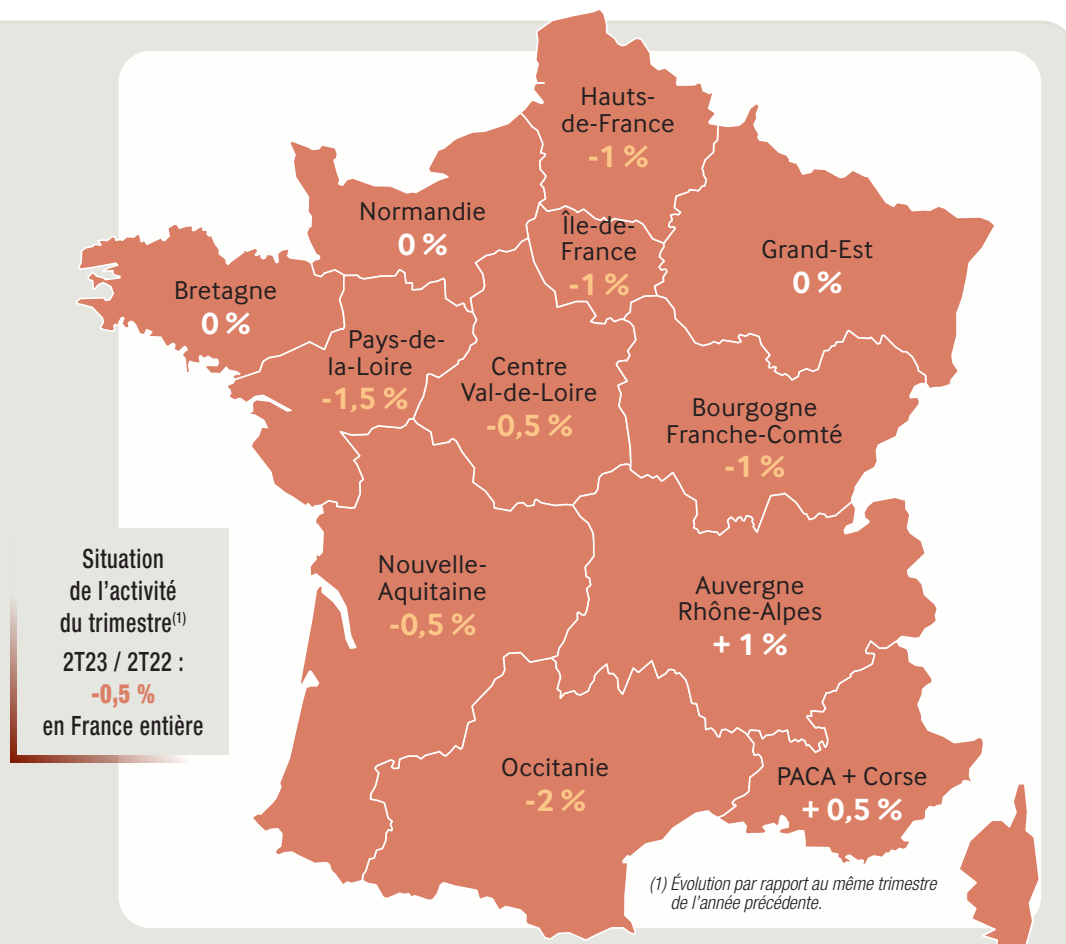 Hauts-
de-France
-1 %
Normandie
0 %
Île-de-
France
-1 %
Grand-Est
0 %
Bretagne
0 %
Pays-de-
la-Loire
-1,5 %
Centre
Val-de-Loire
-0,5 %
Bourgogne
Franche-Comté
-1 %
Situation
de l’activité
du trimestre(1)
2T23 / 2T22 :
-0,5 %
en France entière
Nouvelle-
Aquitaine
-0,5 %
Auvergne
Rhône-Alpes
+ 1 %
Occitanie
-2 %
PACA + Corse
+ 0,5 %
(1) Évolution par rapport au même trimestre
de l’année précédente.